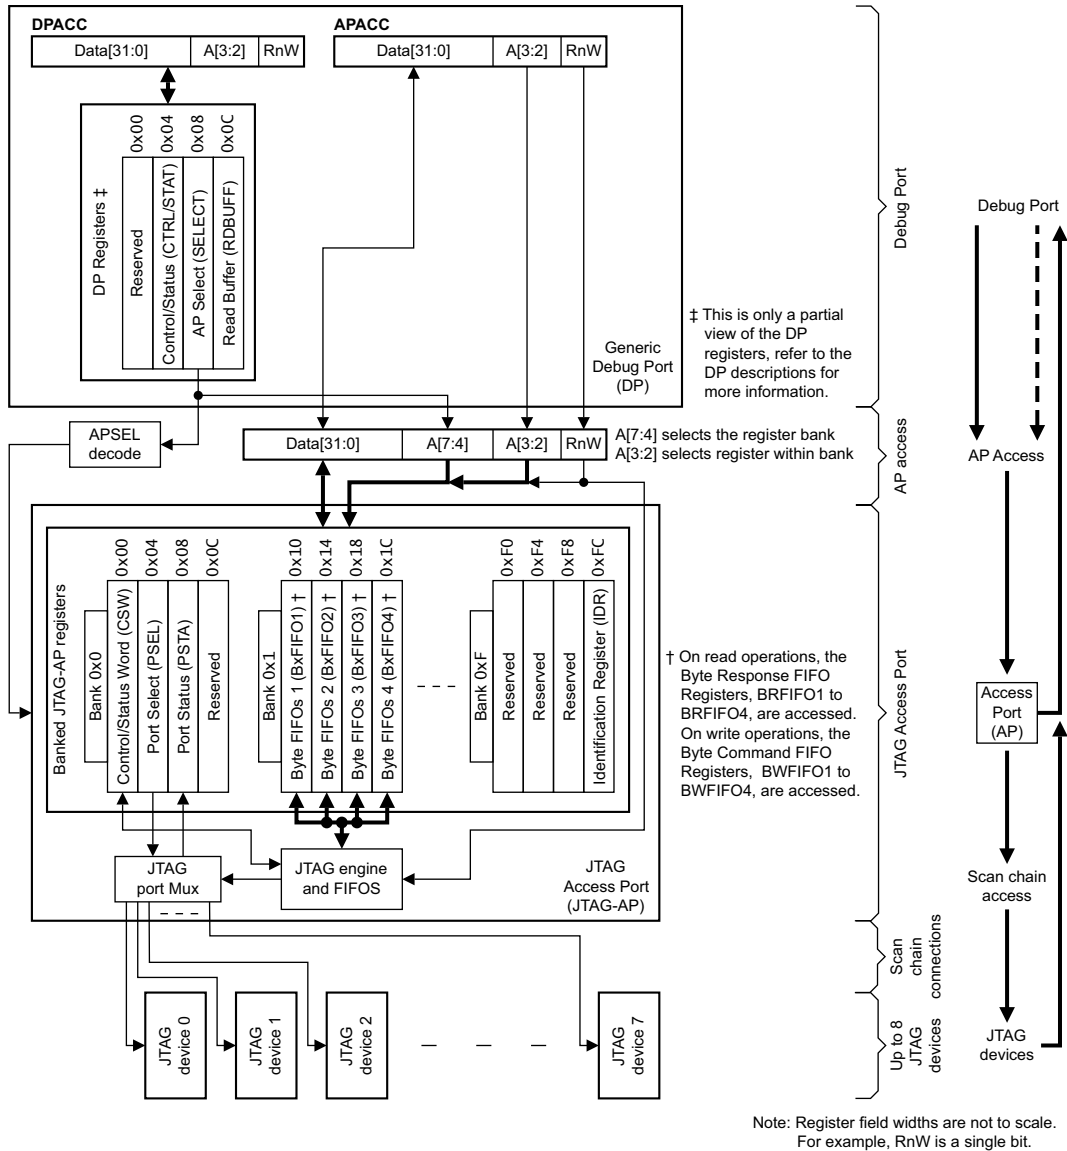 DPACC
Data[31:0] A[3:2] RnW
APACC
Data[31:0] A[3:2] RnW
DP Registers ‡
0x00
0x04
0x08
0x0C
Reserved
Control/Status (CTRL/STAT)
AP Select (SELECT)
Read Buffer (RDBUFF)
Generic
Debug Port
(DP)
‡ This is only a partial
view of the DP
registers, refer to the
DP descriptions for
more information.
Debug Port
APSEL
decode
Data[31:0] A[7:4] A[3:2] RnW
A[7:4] selects the register bank
A[3:2] selects register within bank
AP access
Banked JTAG-AP registers
Bank 0x0
0x00
0x04
0x08
0x0C
Control/Status Word (CSW)
Port Select (PSEL)
Port Status (PSTA)
Reserved
Bank 0x1
0x10
0x14
0x18
0x1C
Byte FIFOs 1 (BxFIFO1) †
Byte FIFOs 2 (BxFIFO2) †
Byte FIFOs 3 (BxFIFO3) †
Byte FIFOs 4 (BxFIFO4) †
Bank 0xF
0xF0
0xF4
0xF8
0xFC
Reserved
Reserved
Reserved
Identification Register (IDR)
† On read operations, the
Byte Response FIFO
Registers, BRFIFO1 to
BRFIFO4, are accessed.
On write operations, the
Byte Command FIFO
Registers, BWFIFO1 to
BWFIFO4, are accessed.
JTAG Access Port
JTAG
port Mux
JTAG engine
and FIFOS
JTAG
Access Port
(JTAG-AP)
Scan
chain
connections
JTAG
device 0
JTAG
device 1
JTAG
device 2
JTAG
device 7
Up to 8
JTAG
devices
Debug Port
AP Access
Access
Port
(AP)
Scan chain
access
JTAG
devices
Note: Register field widths are not to scale.
For example, RnW is a single bit.